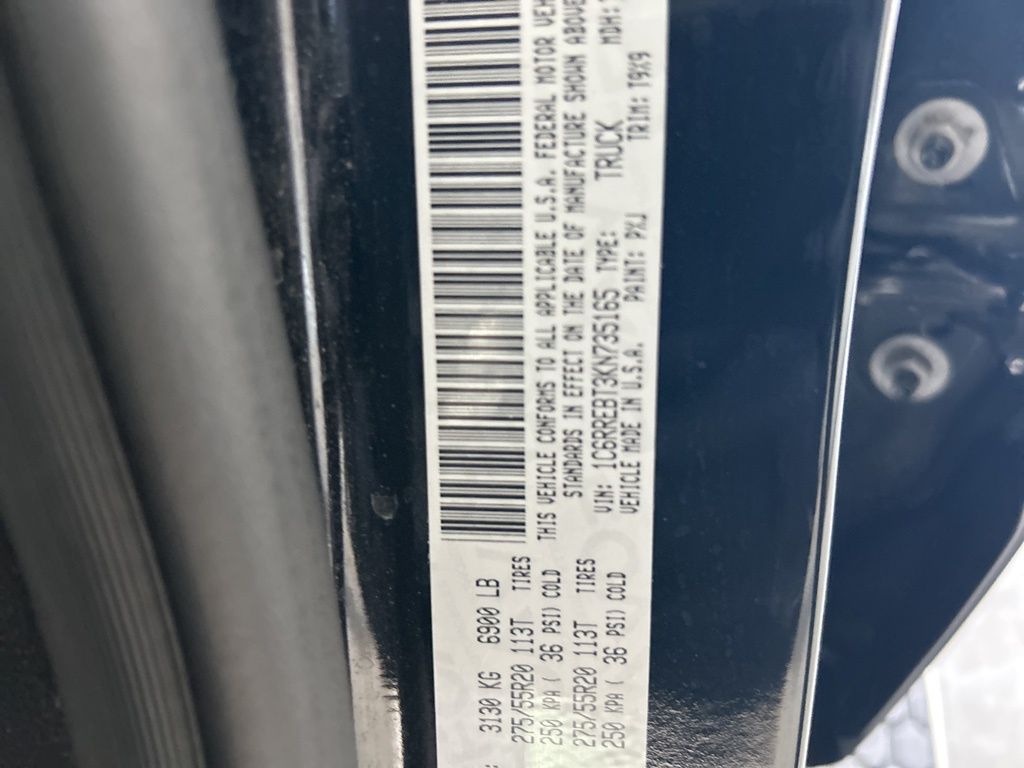 : 3130 KG 6900 LB
275/55R20 113T TIRES
250 KPA ( 36 PSI) COLD
275/55R20 113T TIRES
250 KPA ( 36 PSI) COLD
THIS VEHICLE CONFORMS TO ALL APPLICABLE U.S.A. FEDERAL MOTOR VEH
STANDARDS IN EFFECT ON THE DATE OF MANUFACTURE SHOWN ABOVE
VIN: 1C6RREBT3KN735165 TYPE: TRUCK MDH:
VEHICLE MADE IN U.S.A. PAINT: PXJ TRIM: T9X9